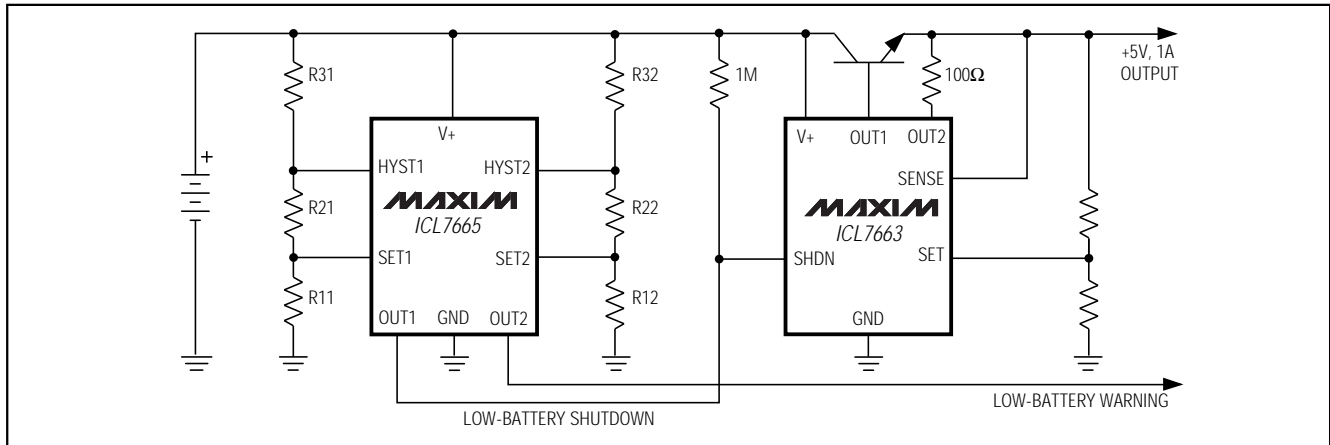 R31
R32
1M
100Ω
+5V, 1A
OUTPUT
V+
HYST1
HYST2
MAXIM
ICL7665
R21
R22
SET1
SET2
R11
R12
OUT1
GND
OUT2
V+
OUT1
OUT2
SENSE
MAXIM
ICL7663
SHDN
SET
GND
+
LOW-BATTERY SHUTDOWN
LOW-BATTERY WARNING